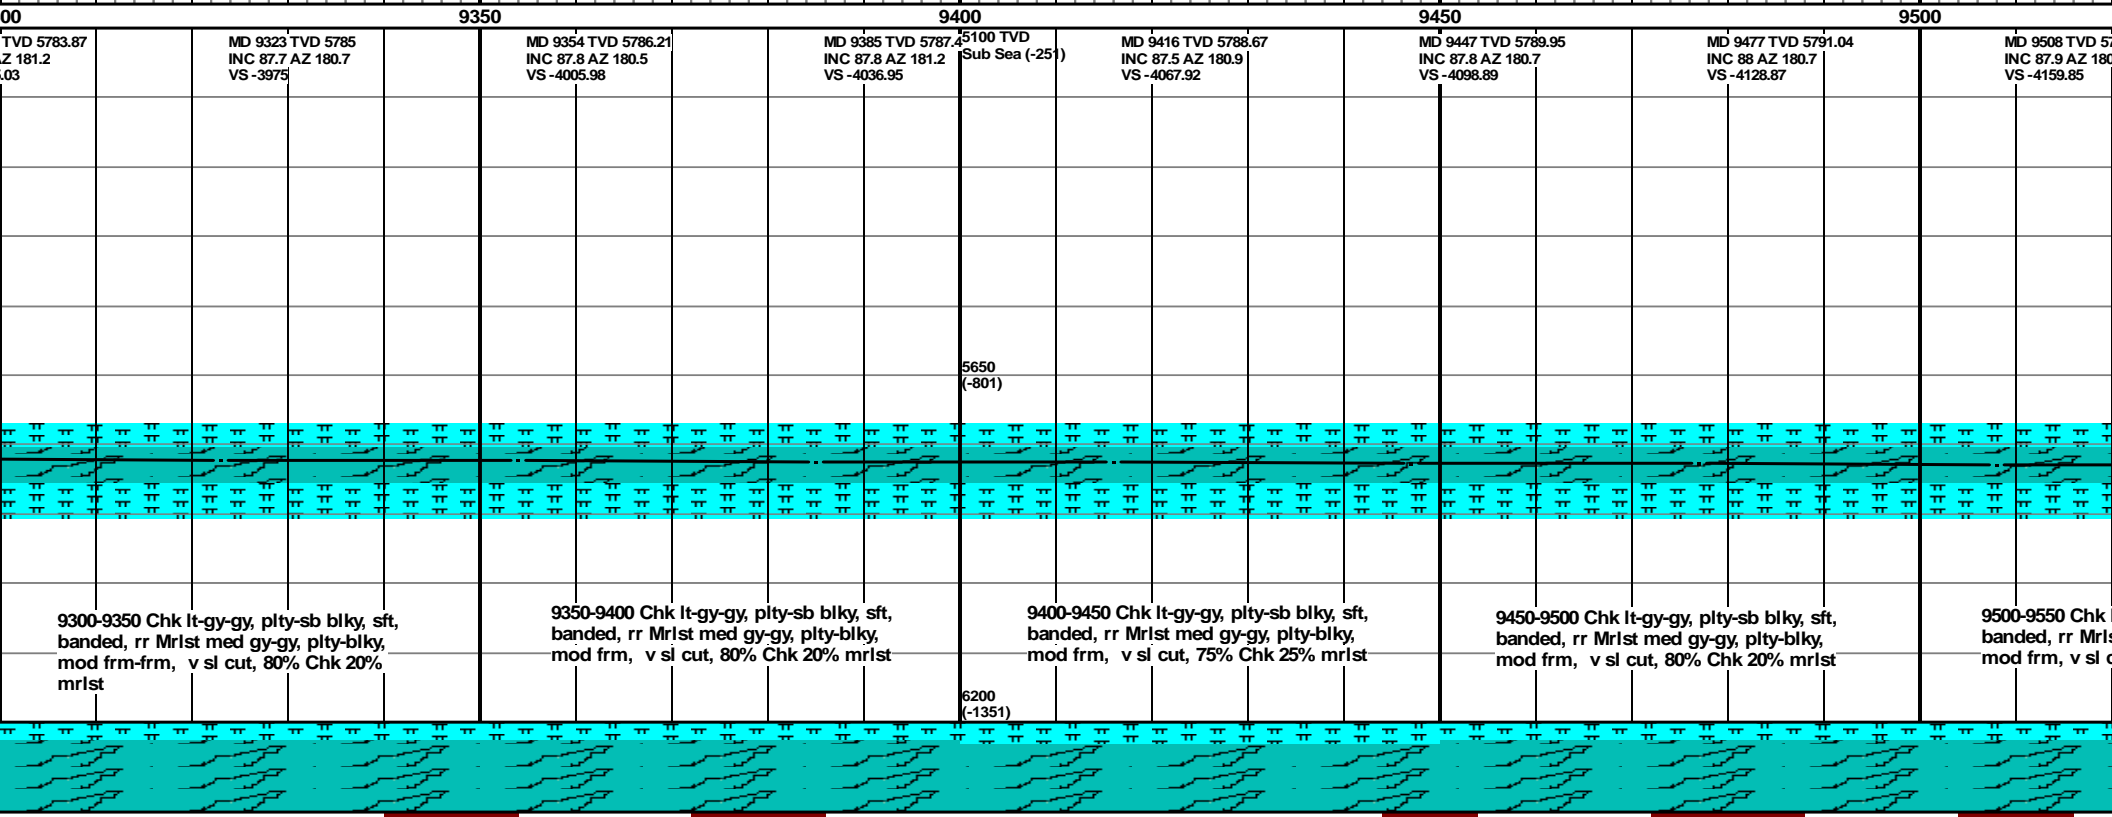 00 9350 9400 9450 9500
TVD 5783.87
Z 181.2
.03
MD 9323 TVD 5785
INC 87.7 AZ 180.7
VS -3975
MD 9354 TVD 5786.21
INC 87.8 AZ 180.5
VS -4005.98
MD 9385 TVD 5787.4
INC 87.8 AZ 181.2
VS -4036.95
5100 TVD
Sub Sea (-251)
MD 9416 TVD 5788.67
INC 87.5 AZ 180.9
VS -4067.92
MD 9447 TVD 5789.95
INC 87.8 AZ 180.7
VS -4098.89
MD 9477 TVD 5791.04
INC 88 AZ 180.7
VS -4128.87
MD 9508 TVD 57
INC 87.9 AZ 180
VS -4159.85
5650
(-801)
9300-9350 Chk lt-gy-gy, plty-sb blky, sft,
banded, rr Mrlst med gy-gy, plty-blky,
mod frm-frm, v sl cut, 80% Chk 20%
mrlst
9350-9400 Chk lt-gy-gy, plty-sb blky, sft,
banded, rr Mrlst med gy-gy, plty-blky,
mod frm, v sl cut, 80% Chk 20% mrlst
9400-9450 Chk lt-gy-gy, plty-sb blky, sft,
banded, rr Mrlst med gy-gy, plty-blky,
mod frm, v sl cut, 75% Chk 25% mrlst
9450-9500 Chk lt-gy-gy, plty-sb blky, sft,
banded, rr Mrlst med gy-gy, plty-blky,
mod frm, v sl cut, 80% Chk 20% mrlst
9500-9550 Chk
banded, rr Mrls
mod frm, v sl c
6200
(-1351)